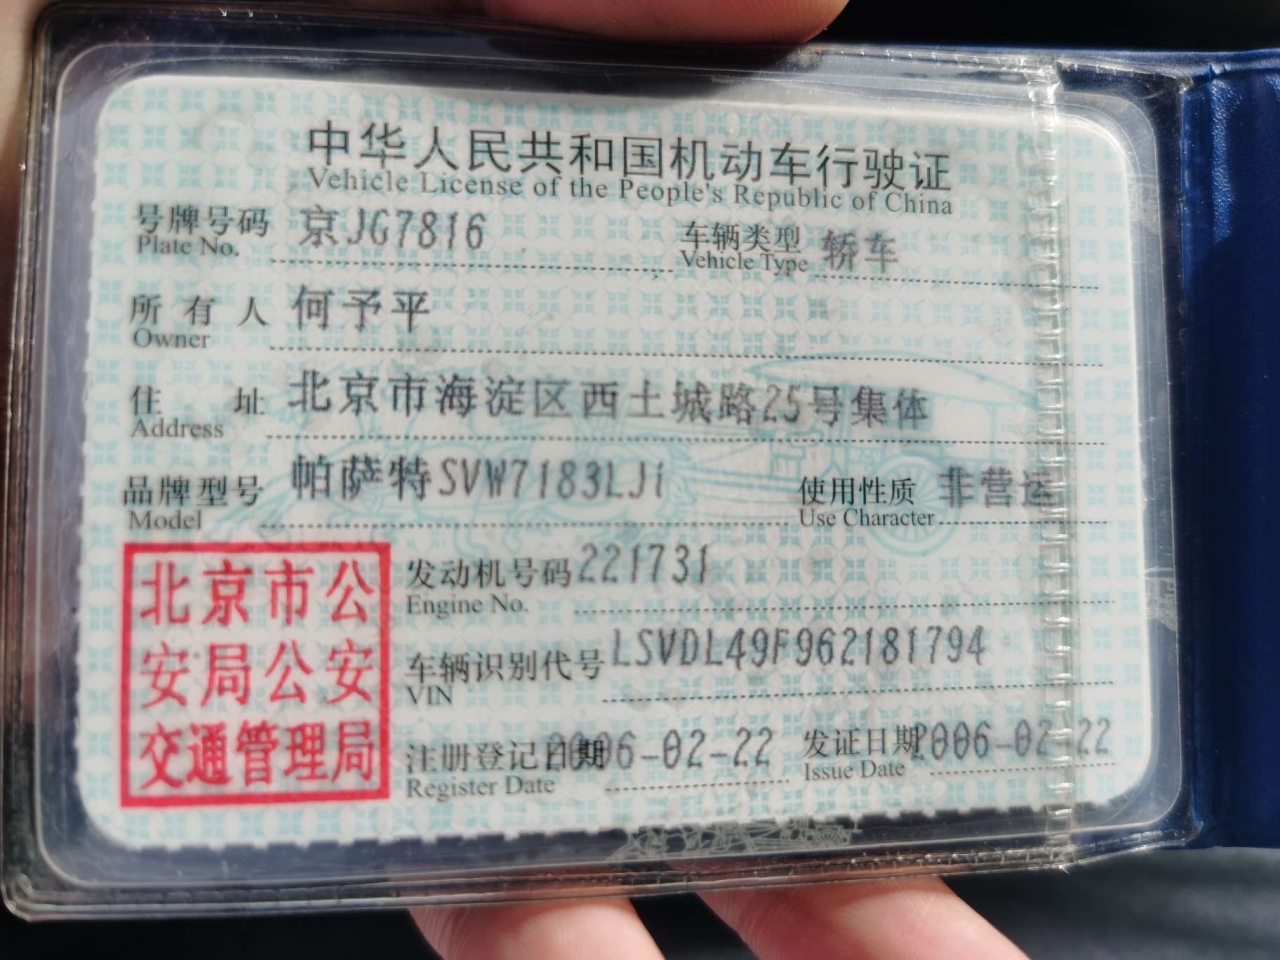 中华人民共和国机动车行驶证
Vehicle License of the People's Republic of China
号牌号码 京JG7816 车辆类型 轿车
Plate No. Vehicle Type
所有人 何予平
Owner
住址 北京市海淀区西土城路25号集体
Address
品牌型号 帕萨特SVW7183LJi 使用性质 非营运
Model Use Character
北京市公
安局公安
交通管理局
发动机号码 221731
Engine No.
车辆识别代号 LSVDL49F962181794
VIN
注册登记日期 2006-02-22 发证日期 2006-02-22
Register Date Issue Date